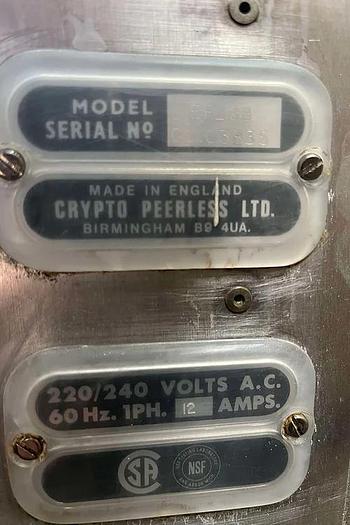 MODEL
SERIAL Nº
MADE IN ENGLAND
CRYPTO PEERLESS LTD.
BIRMINGHAM B9 4UA.
220/240 VOLTS A.C.
60 Hz. 1PH. 12 AMPS.
SA NSF